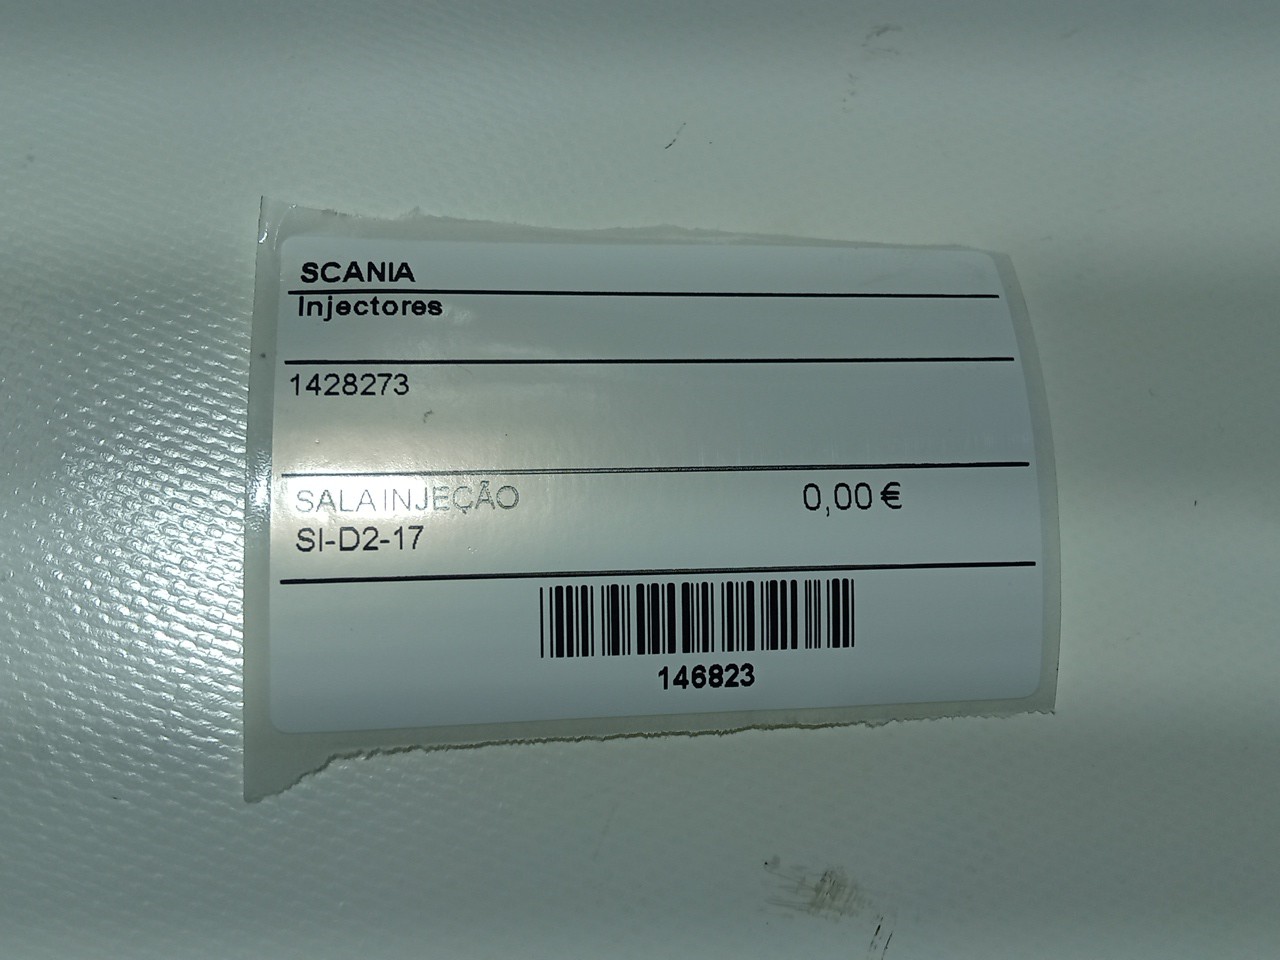 SCANIA
Injectores
1428273
SALA INJEÇÃO 0,00 €
SI-D2-17
146823